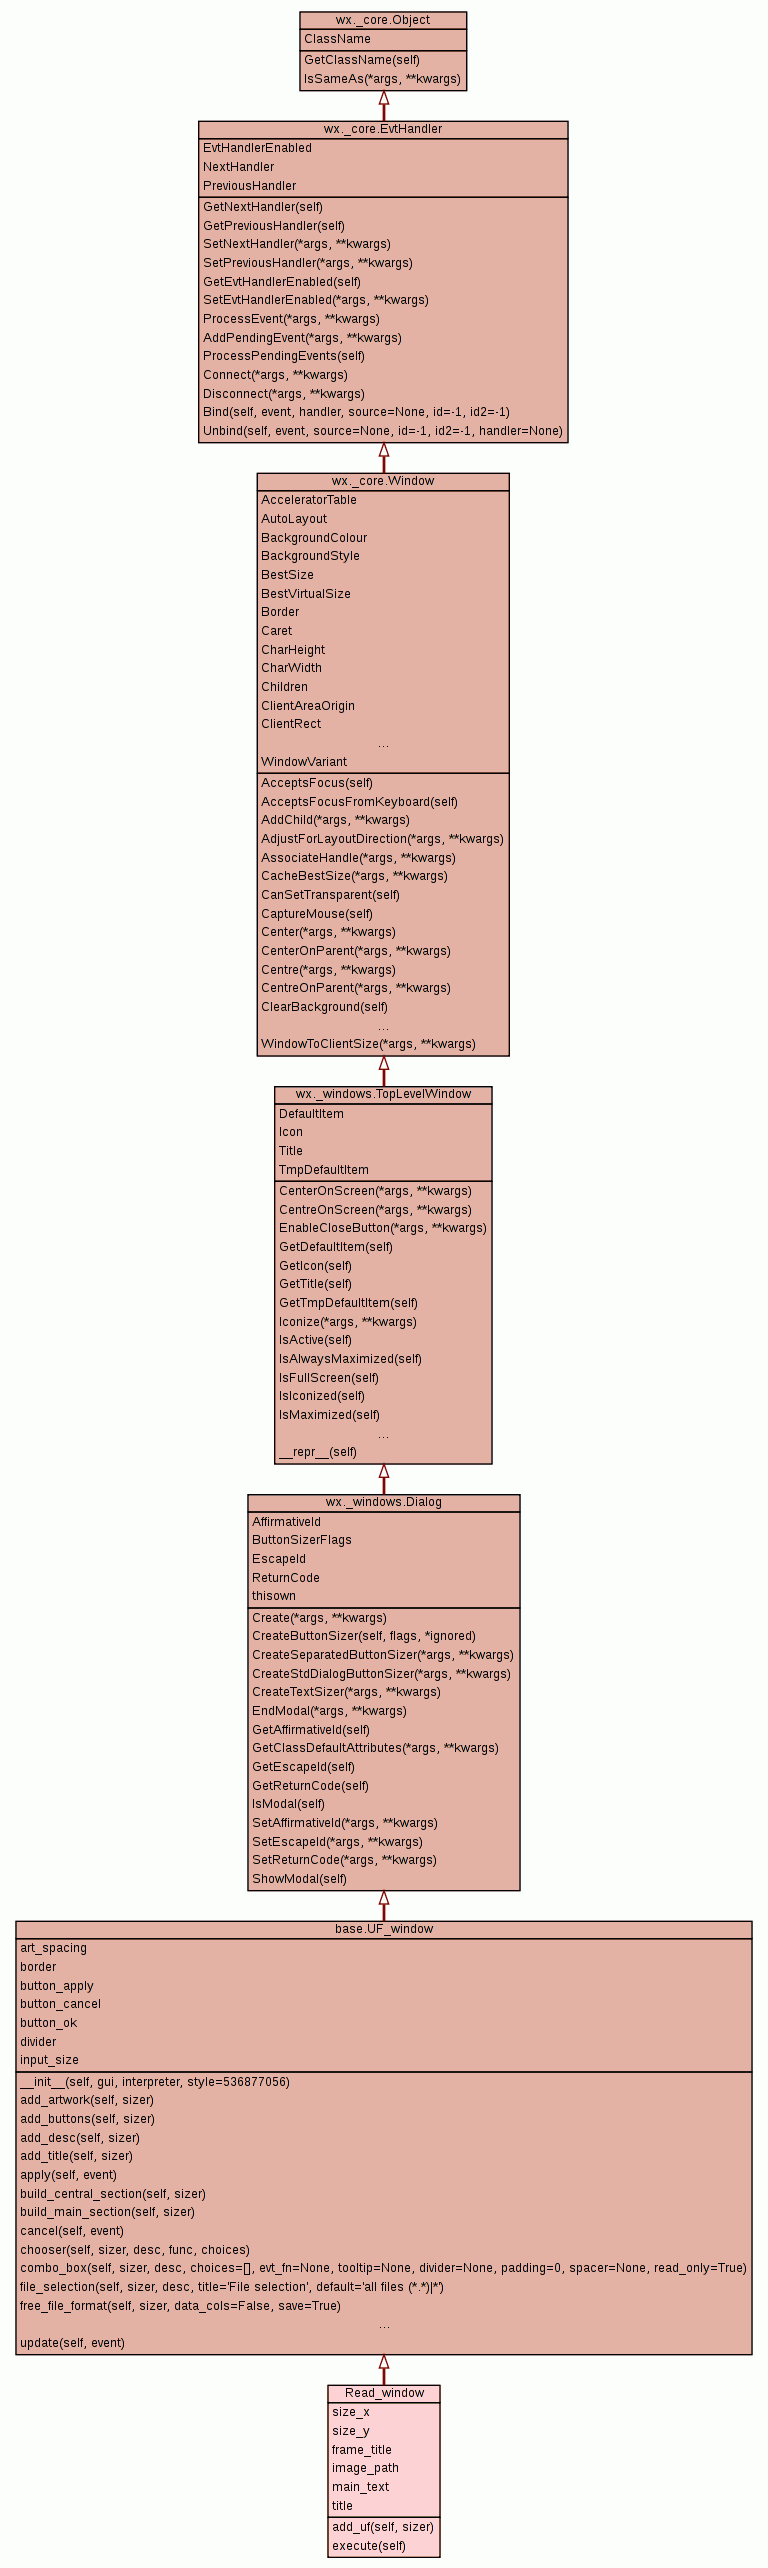 wx._core.Object
ClassName
GetClassName(self)
IsSameAs(*args, **kwargs)
wx._core.EvtHandler
EvtHandlerEnabled
NextHandler
PreviousHandler
GetNextHandler(self)
GetPreviousHandler(self)
SetNextHandler(*args, **kwargs)
SetPreviousHandler(*args, **kwargs)
GetEvtHandlerEnabled(self)
SetEvtHandlerEnabled(*args, **kwargs)
ProcessEvent(*args, **kwargs)
AddPendingEvent(*args, **kwargs)
ProcessPendingEvents(self)
Connect(*args, **kwargs)
Disconnect(*args, **kwargs)
Bind(self, event, handler, source=None, id=-1, id2=-1)
Unbind(self, event, source=None, id=-1, id2=-1, handler=None)
wx._core.Window
AcceleratorTable
AutoLayout
BackgroundColour
BackgroundStyle
BestSize
BestVirtualSize
Border
Caret
CharHeight
CharWidth
Children
ClientAreaOrigin
ClientRect
...
WindowVariant
AcceptsFocus(self)
AcceptsFocusFromKeyboard(self)
AddChild(*args, **kwargs)
AdjustForLayoutDirection(*args, **kwargs)
AssociateHandle(*args, **kwargs)
CacheBestSize(*args, **kwargs)
CanSetTransparent(self)
CaptureMouse(self)
Center(*args, **kwargs)
CenterOnParent(*args, **kwargs)
Centre(*args, **kwargs)
CentreOnParent(*args, **kwargs)
ClearBackground(self)
...
WindowToClientSize(*args, **kwargs)
wx._windows.TopLevelWindow
DefaultItem
Icon
Title
TmpDefaultItem
CenterOnScreen(*args, **kwargs)
CentreOnScreen(*args, **kwargs)
EnableCloseButton(*args, **kwargs)
GetDefaultItem(self)
GetIcon(self)
GetTitle(self)
GetTmpDefaultItem(self)
Iconize(*args, **kwargs)
IsActive(self)
IsAlwaysMaximized(self)
IsFullScreen(self)
IsIconized(self)
IsMaximized(self)
...
__repr__(self)
wx._windows.Dialog
AffirmativeId
ButtonSizerFlags
EscapeId
ReturnCode
thisown
Create(*args, **kwargs)
CreateButtonSizer(self, flags, *ignored)
CreateSeparatedButtonSizer(*args, **kwargs)
CreateStdDialogButtonSizer(*args, **kwargs)
CreateTextSizer(*args, **kwargs)
EndModal(*args, **kwargs)
GetAffirmativeId(self)
GetClassDefaultAttributes(*args, **kwargs)
GetEscapeId(self)
GetReturnCode(self)
IsModal(self)
SetAffirmativeId(*args, **kwargs)
SetEscapeId(*args, **kwargs)
SetReturnCode(*args, **kwargs)
ShowModal(self)
base.UF_window
art_spacing
border
button_apply
button_cancel
button_ok
divider
input_size
__init__(self, gui, interpreter, style=536877056)
add_artwork(self, sizer)
add_buttons(self, sizer)
add_desc(self, sizer)
add_title(self, sizer)
apply(self, event)
build_central_section(self, sizer)
build_main_section(self, sizer)
cancel(self, event)
chooser(self, sizer, desc, func, choices)
combo_box(self, sizer, desc, choices=[], evt_fn=None, tooltip=None, divider=None, padding=0, spacer=None, read_only=True)
file_selection(self, sizer, desc, title='File selection', default='all files (*.*)|*')
free_file_format(self, sizer, data_cols=False, save=True)
...
update(self, event)
Read_window
size_x
size_y
frame_title
image_path
main_text
title
add_uf(self, sizer)
execute(self)